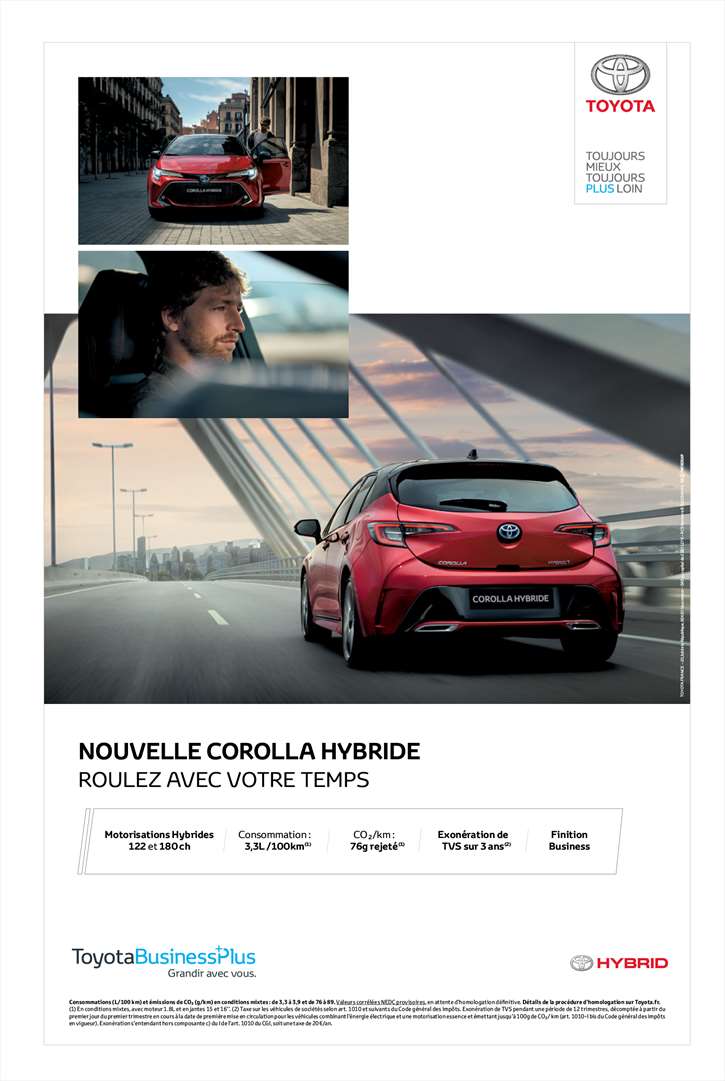 TOYOTA
TOUJOURS
MIEUX
TOUJOURS
PLUS LOIN
COROLLA HYBRIDE
COROLLA
COROLLA HYBRIDE
NOUVELLE COROLLA HYBRIDE
ROULEZ AVEC VOTRE TEMPS
Motorisations Hybrides
122 et 180 ch
Consommation :
3,3L /100km(1)
CO₂/km :
76g rejeté(1)
Exonération de
TVS sur 3 ans(2)
Finition
Business
ToyotaBusinessPlus
Grandir avec vous.
HYBRID
Consommations (L/100 km) et émissions de CO₂ (g/km) en conditions mixtes : de 3,3 à 3,9 et de 76 à 89. Valeurs corrélées NEDC provisoires, en attente d'homologation définitive. Détails de la procédure d'homologation sur Toyota.fr.
(1) En conditions mixtes, avec moteur 1.8L et en jantes 15 et 16". (2) Taxe sur les véhicules de sociétés selon art. 1010 et suivants du Code général des Impôts. Exonération de TVS pendant une période de 12 trimestres, décomptée à partir du
premier jour du premier trimestre en cours à la date de première mise en circulation pour les véhicules combinant l'énergie électrique et une motorisation essence et émettant jusqu'à 100g de CO₂/km (art. 1010-I bis du Code général des Impôts
en vigueur). Exonération s'entendant hors composante c) du I de l'art. 1010 du CGI, soit une taxe de 20€/an.